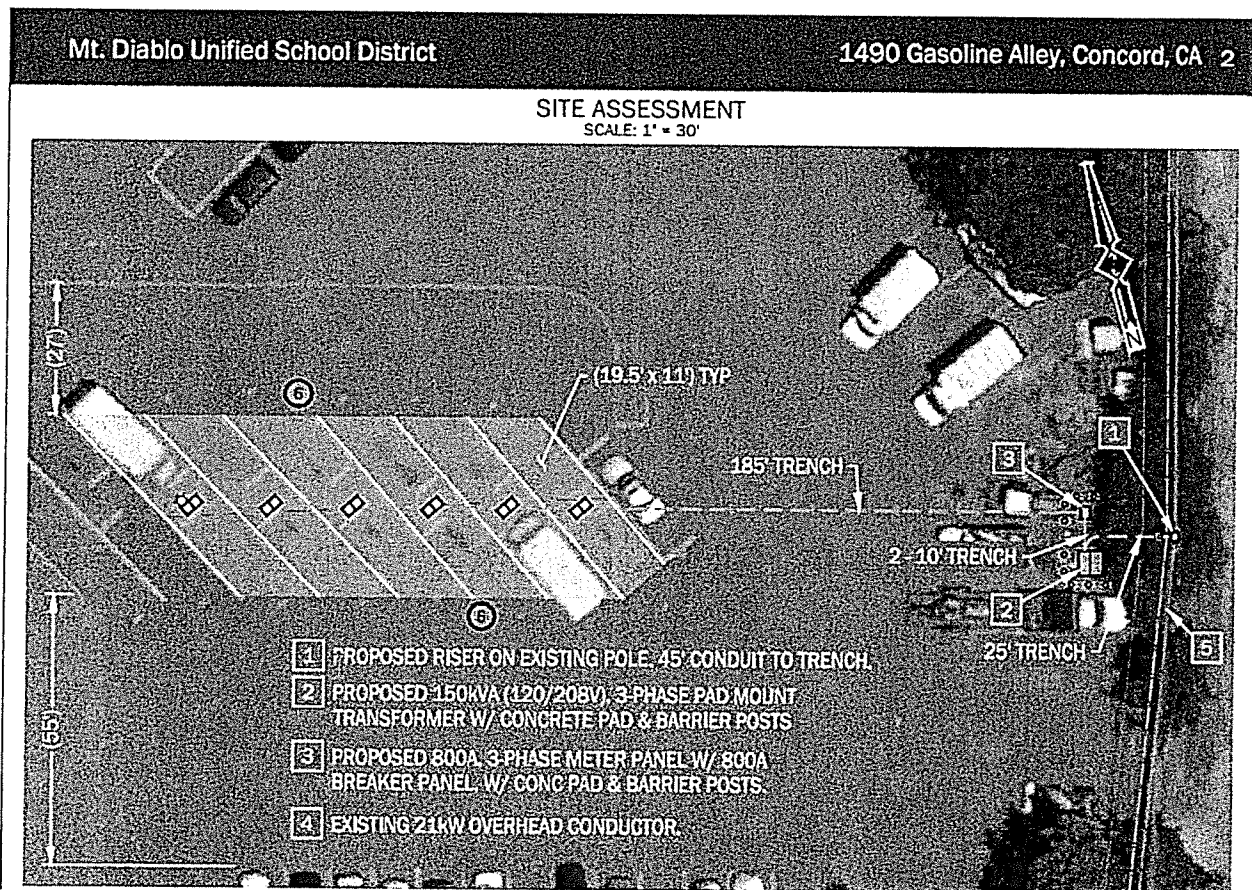 Mt. Diablo Unified School District
1490 Gasoline Alley, Concord, CA 2
SITE ASSESSMENT
SCALE: 1" = 30'
(27')
6
(19.5' x 11') TYP
185' TRENCH
3
1
2 -10' TRENCH
2
25' TRENCH
5
6
(55')
N
1 PROPOSED RISER ON EXISTING POLE. 45' CONDUIT TO TRENCH.
2 PROPOSED 150kVA (120/208V), 3-PHASE PAD MOUNT
TRANSFORMER W/ CONCRETE PAD & BARRIER POSTS
3 PROPOSED 800A, 3-PHASE METER PANEL W/ 800A
BREAKER PANEL, W/ CONC PAD & BARRIER POSTS.
4 EXISTING 21kW OVERHEAD CONDUCTOR.